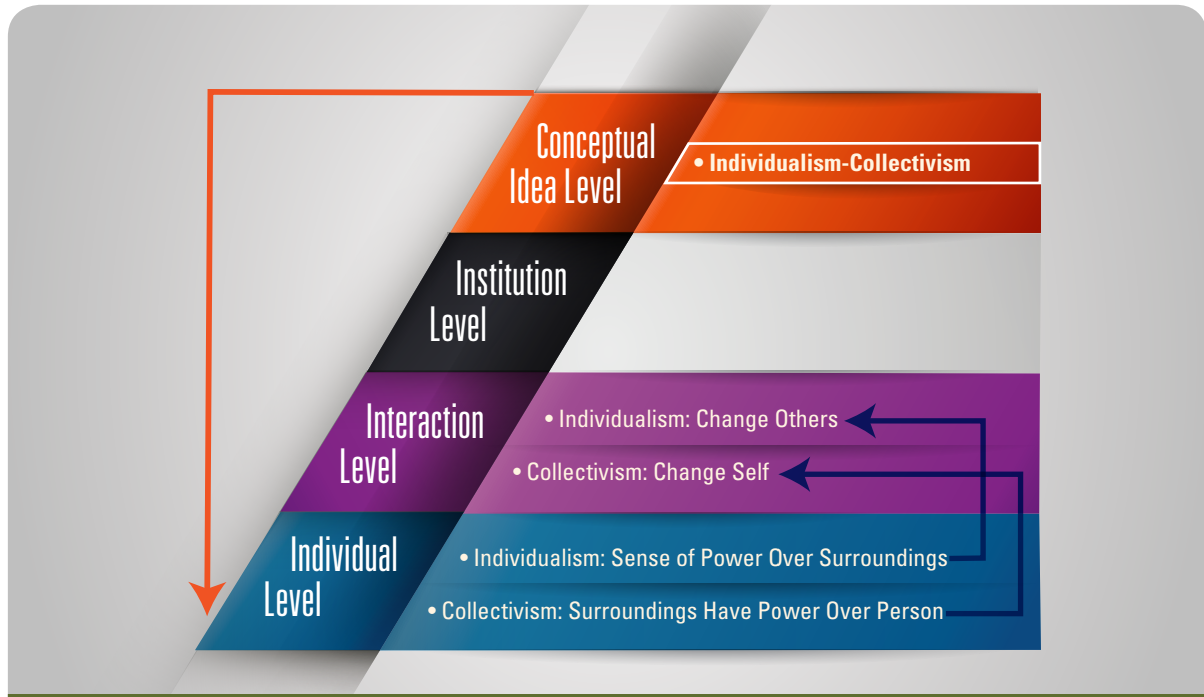 Conceptual
Idea Level
• Individualism-Collectivism
Institution
Level
Interaction
Level
• Individualism: Change Others
• Collectivism: Change Self
Individual
Level
• Individualism: Sense of Power Over Surroundings
• Collectivism: Surroundings Have Power Over Person